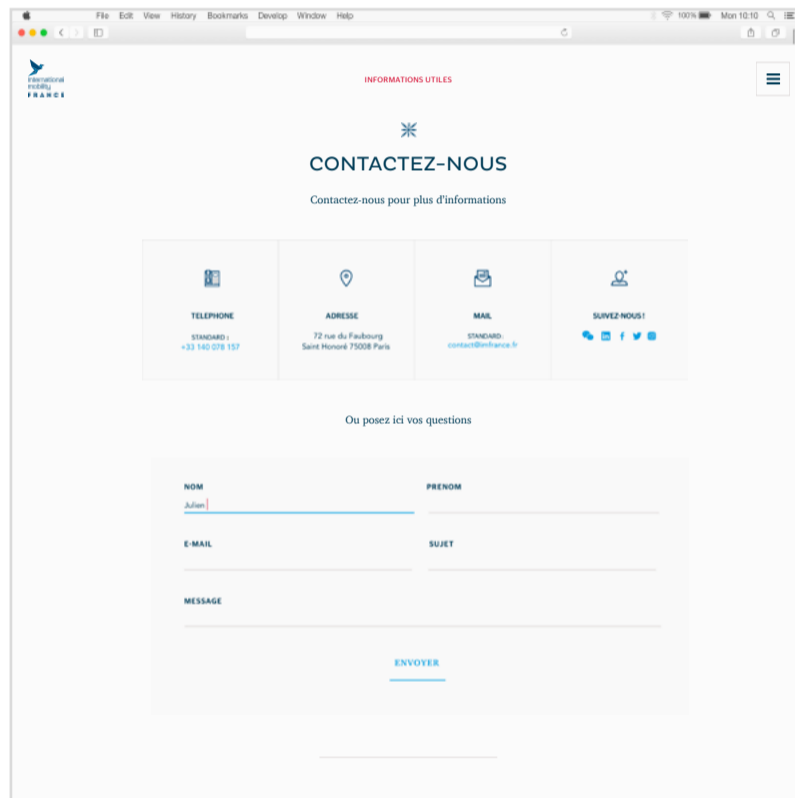 File Edit View History Bookmarks Develop Window Help
100% Mon 10:10
international
mobility
FRANCE
INFORMATIONS UTILES
CONTACTEZ-NOUS
Contactez-nous pour plus d'informations
TELEPHONE
STANDARD :
+33 140 078 157
ADRESSE
72 rue du Faubourg
Saint Honoré 75008 Paris
MAIL
STANDARD :
contact@imfrance.fr
SUIVEZ-NOUS !
Ou posez ici vos questions
NOM
Julien
PRENOM
E-MAIL
SUJET
MESSAGE
ENVOYER